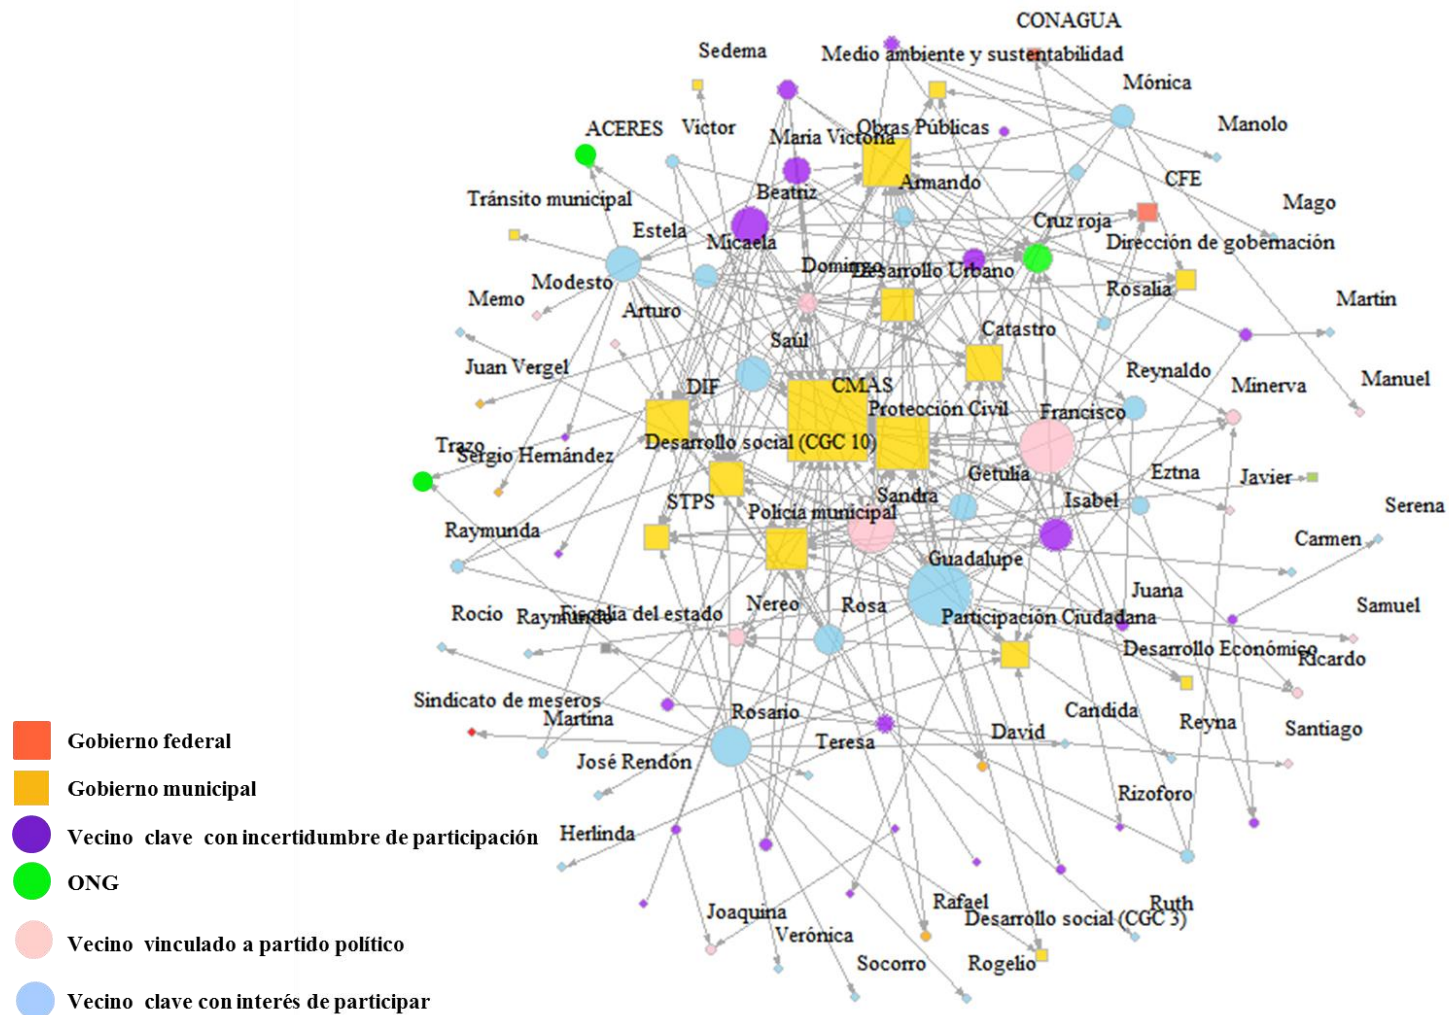 CONAGUA
Sedema
Medio ambiente y sustentabilidad
Mónica
ACERES
Victor
Maria Victoria
Obras Públicas
Manolo
Tránsito municipal
Beatriz
Armando
CFE
Estela
Micaela
Cruz roja
Mago
Domingo
Desarrollo Urbano
Dirección de gobernación
Memo
Modesto
Arturo
Rosalia
Martín
Saúl
Catastro
Juan Vergel
DIF
CMAS
Reynaldo
Minerva
Manuel
Protección Civil
Francisco
Trazo
Sergio Hernández
Desarrollo social (CGC 10)
Getulia
Eztna
Javier
STPS
Policía municipal
Sandra
Isabel
Serena
Raymunda
Guadalupe
Carmen
Rocío
Raymundo
Fiscalia del estado
Nereo
Rosa
Participación Ciudadana
Juana
Samuel
Desarrollo Económico
Ricardo
Sindicato de meseros
Martina
Rosario
Candida
Reyna
Santiago
José Rendón
Teresa
David
Rizoforo
Herlinda
Joaquina
Verónica
Rafael
Desarrollo social (CGC 3)
Ruth
Socorro
Rogelio
Gobierno federal
Gobierno municipal
Vecino clave con incertidumbre de participación
ONG
Vecino vinculado a partido político
Vecino clave con interés de participar